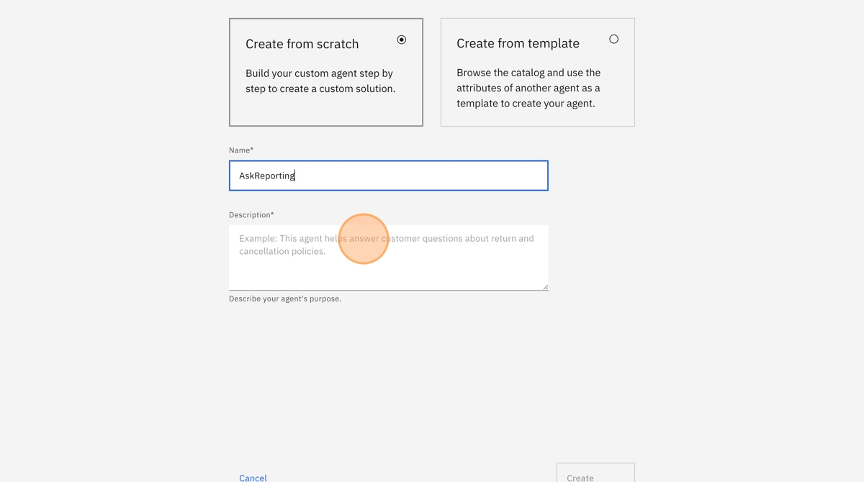 Create from scratch
Build your custom agent step by
step to create a custom solution.
Create from template
Browse the catalog and use the
attributes of another agent as a
template to create your agent.
Name*
AskReporting
Description*
Example: This agent helps answer customer questions about return and
cancellation policies.
Describe your agent's purpose.
Cancel
Create